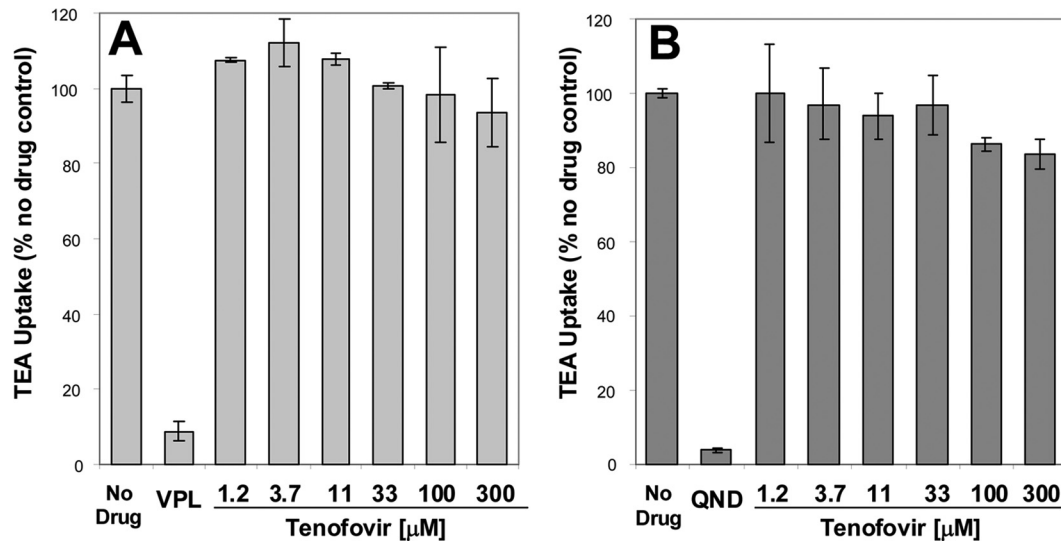 A
TEA Uptake (% no drug control)
120
100
80
60
40
20
0
No Drug
VPL
1.2 3.7 11 33 100 300
Tenofovir [μM]
B
TEA Uptake (% no drug control)
120
100
80
60
40
20
0
No Drug
QND
1.2 3.7 11 33 100 300
Tenofovir [μM]